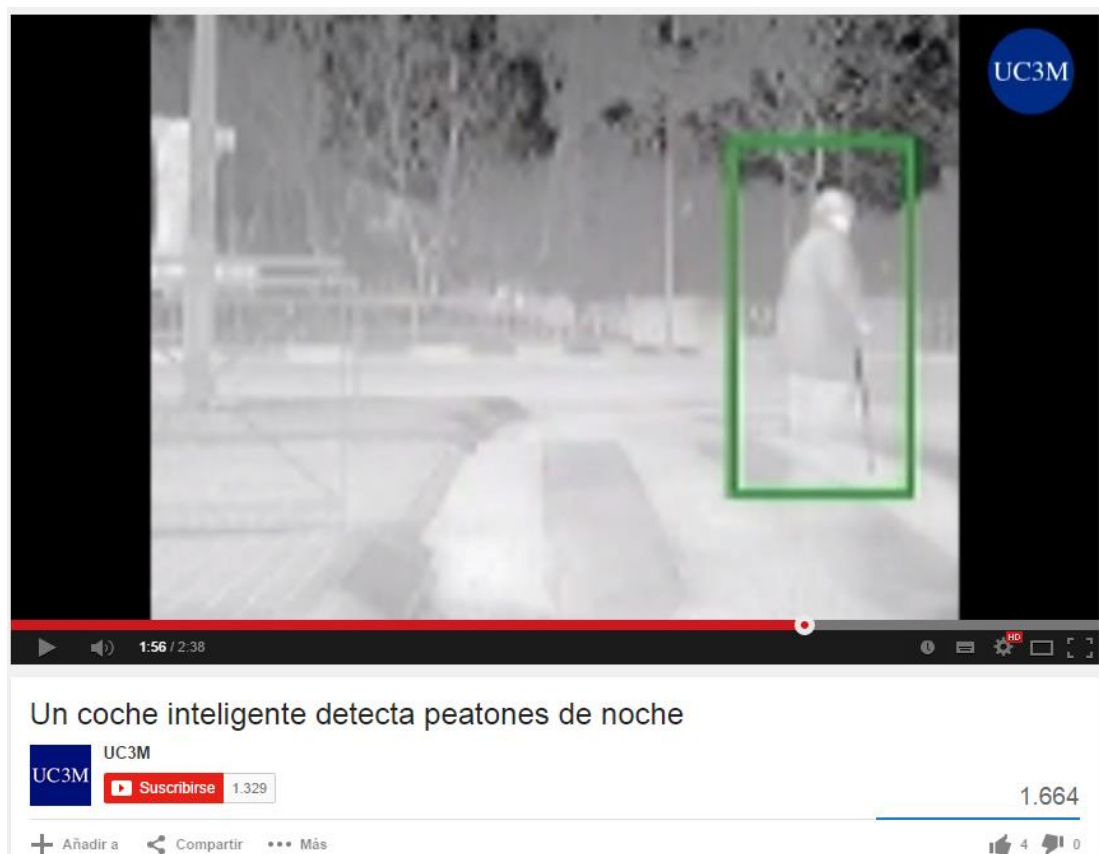 UC3M
1:56 / 2:38
HD
Un coche inteligente detecta peatones de noche
UC3M
UC3M
Suscribirse 1.329
1.664
Añadir a Compartir Más 4 0